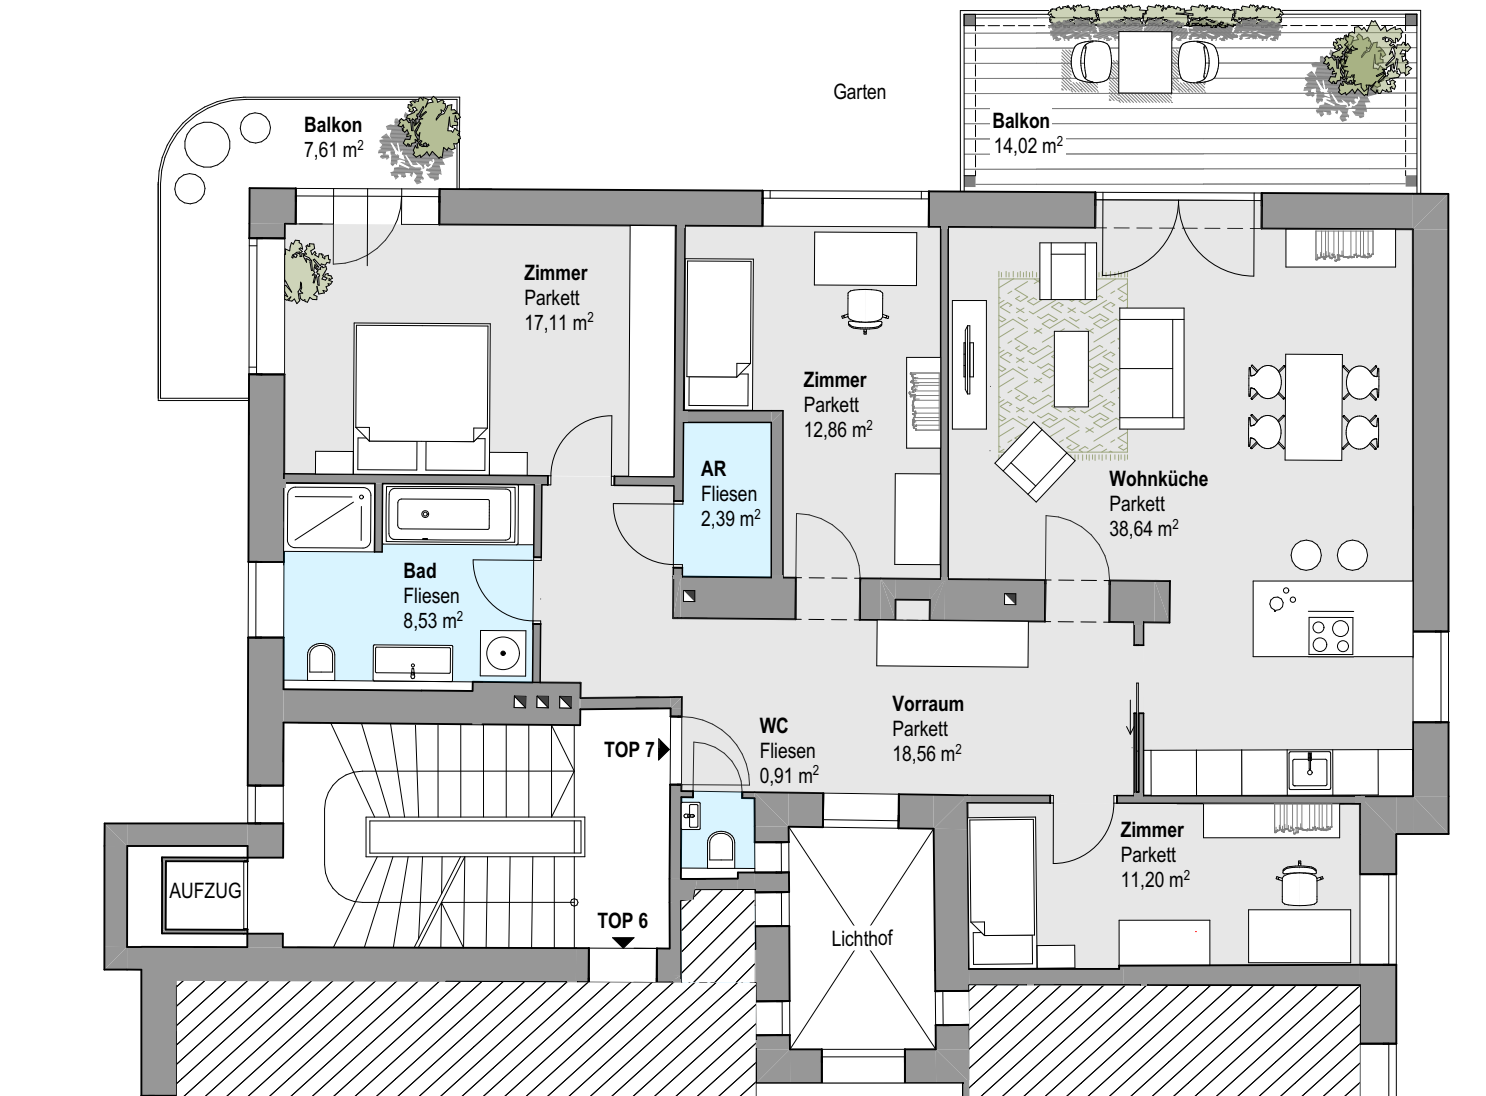 Garten
Balkon
14,02 m²
Balkon
7,61 m²
Zimmer
Parkett
17,11 m²
Zimmer
Parkett
12,86 m²
AR
Fliesen
2,39 m²
Wohnküche
Parkett
38,64 m²
Bad
Fliesen
8,53 m²
Vorraum
Parkett
18,56 m²
WC
Fliesen
0,91 m²
TOP 7
Zimmer
Parkett
11,20 m²
AUFZUG
TOP 6
Lichthof